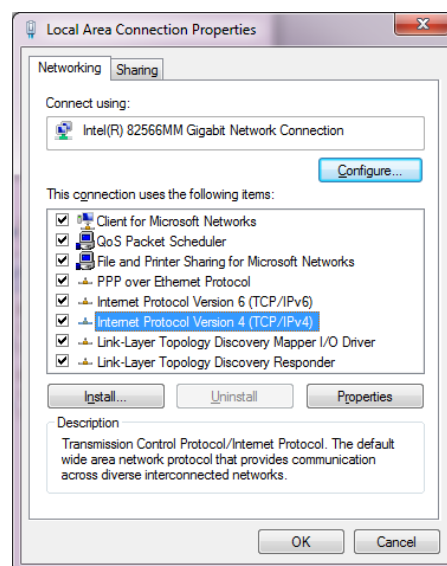 Local Area Connection Properties
Networking Sharing
Connect using:
Intel(R) 82566MM Gigabit Network Connection
Configure...
This connection uses the following items:
Client for Microsoft Networks
QoS Packet Scheduler
File and Printer Sharing for Microsoft Networks
PPP over Ethernet Protocol
Internet Protocol Version 6 (TCP/IPv6)
Internet Protocol Version 4 (TCP/IPv4)
Link-Layer Topology Discovery Mapper I/O Driver
Link-Layer Topology Discovery Responder
Install... Uninstall Properties
Description
Transmission Control Protocol/Internet Protocol. The default
wide area network protocol that provides communication
across diverse interconnected networks.
OK Cancel